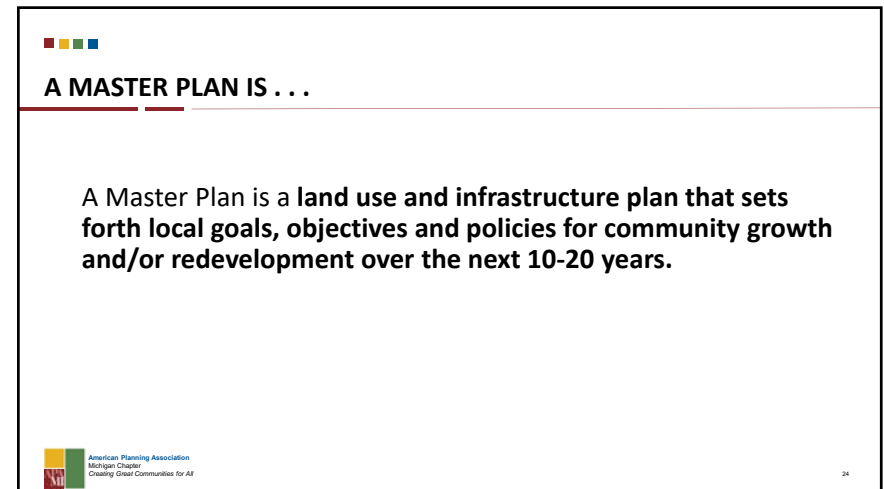 A MASTER PLAN IS . . .
A Master Plan is a land use and infrastructure plan that sets
forth local goals, objectives and policies for community growth
and/or redevelopment over the next 10-20 years.
American Planning Association
Michigan Chapter
Creating Great Communities for All
24